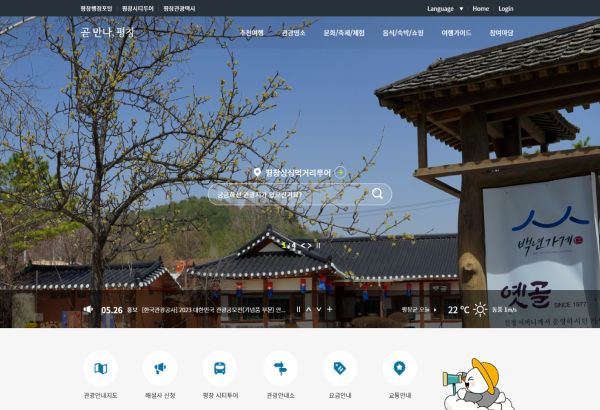 평창행정포털 평창시티투어 평창관광택시
Language ▼ Home Login
곧 만나, 평창
추천여행 관광명소 문화/축제/체험 음식/숙박/쇼핑 여행가이드 참여마당
평창신선먹거리투어
궁금하신 관광지가 있으신가요?
1 / 4 < > II
백년가게
옛골
SINCE 1977
05.26 홍보 [한국관광공사] 2023 대한민국 관광공모전(기념품 부문) 안...
평창군 오늘 22 ℃ 동풍 1m/s
관광안내지도 해설사 신청 평창 시티투어 관광안내소 요금안내 교통안내